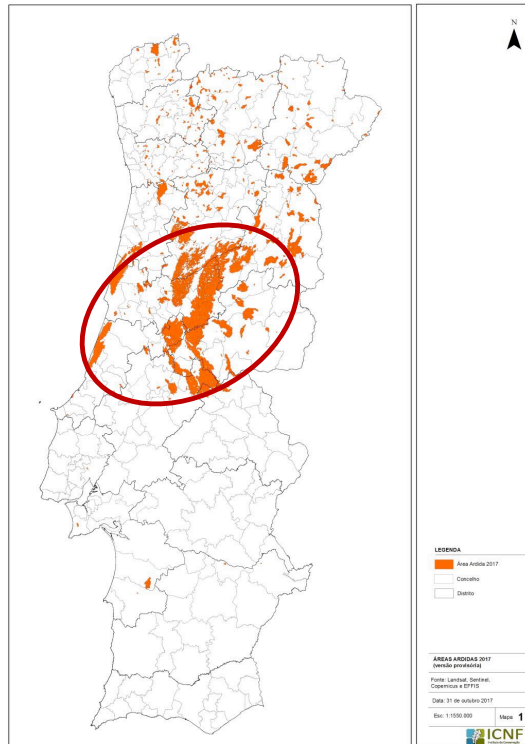 N
LEGENDA
Área Ardida 2017
Concelho
Distrito
ÁREAS ARDIDAS 2017
(versão provisória)
Fonte: Landsat, Sentinel,
Copernicus e EFFIS
Data: 31 de outubro 2017
Esc: 1:1550.000
Mapa 1
ICNF